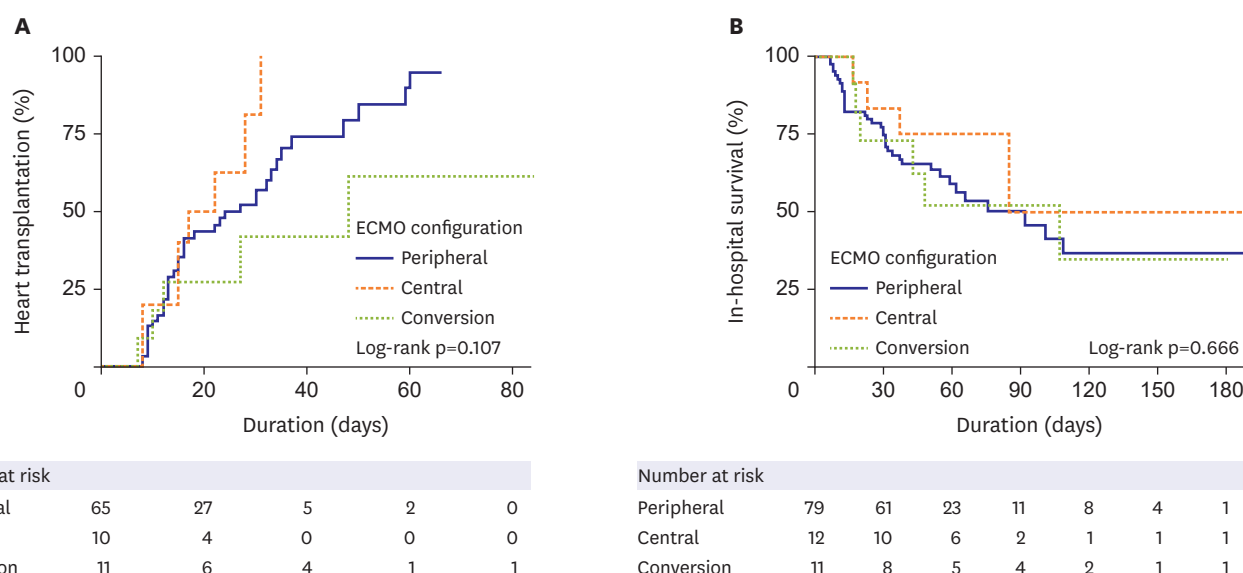 A
Heart transplantation (%)
100
75
50
25
0 20 40 60 80
Duration (days)
ECMO configuration
Peripheral
Central
Conversion
Log-rank p=0.107
at risk
al 65 27 5 2 0
10 4 0 0 0
on 11 6 4 1 1
B
In-hospital survival (%)
100
75
50
25
0 30 60 90 120 150 180
Duration (days)
ECMO configuration
Peripheral
Central
Conversion
Log-rank p=0.666
Number at risk
Peripheral 79 61 23 11 8 4 1
Central 12 10 6 2 1 1 1
Conversion 11 8 5 4 2 1 1